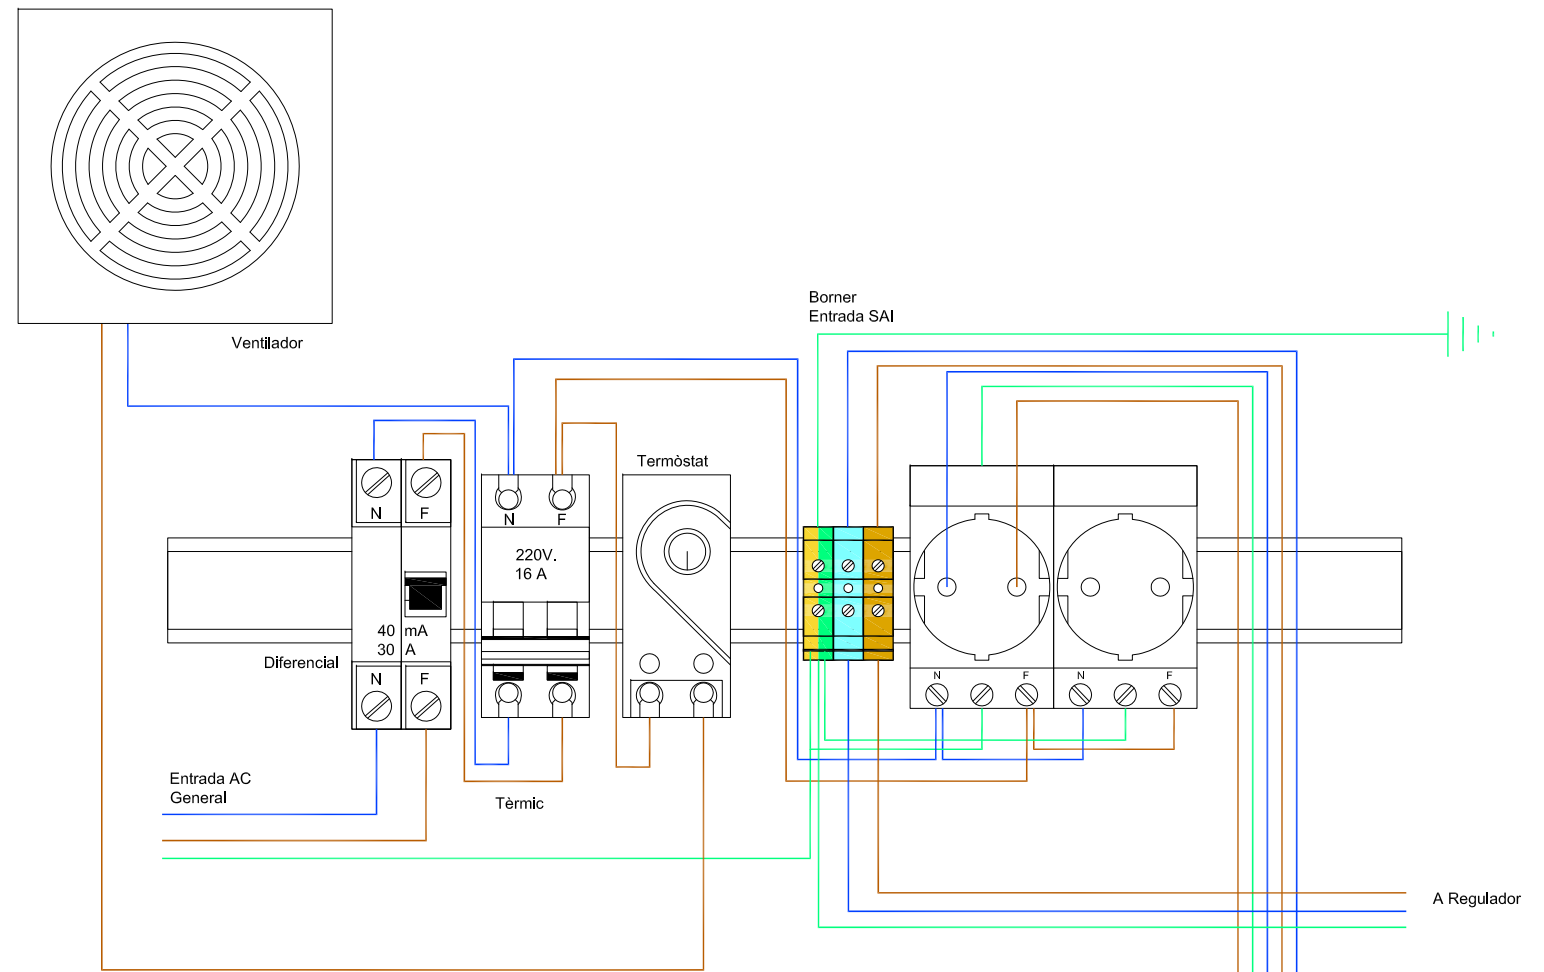 Borner
Entrada SAI
Ventilador
Termòstat
N F
N F
220V.
16 A
40 mA
30 A
Diferencial
N F
N F N F
Entrada AC
General
Tèrmic
A Regulador